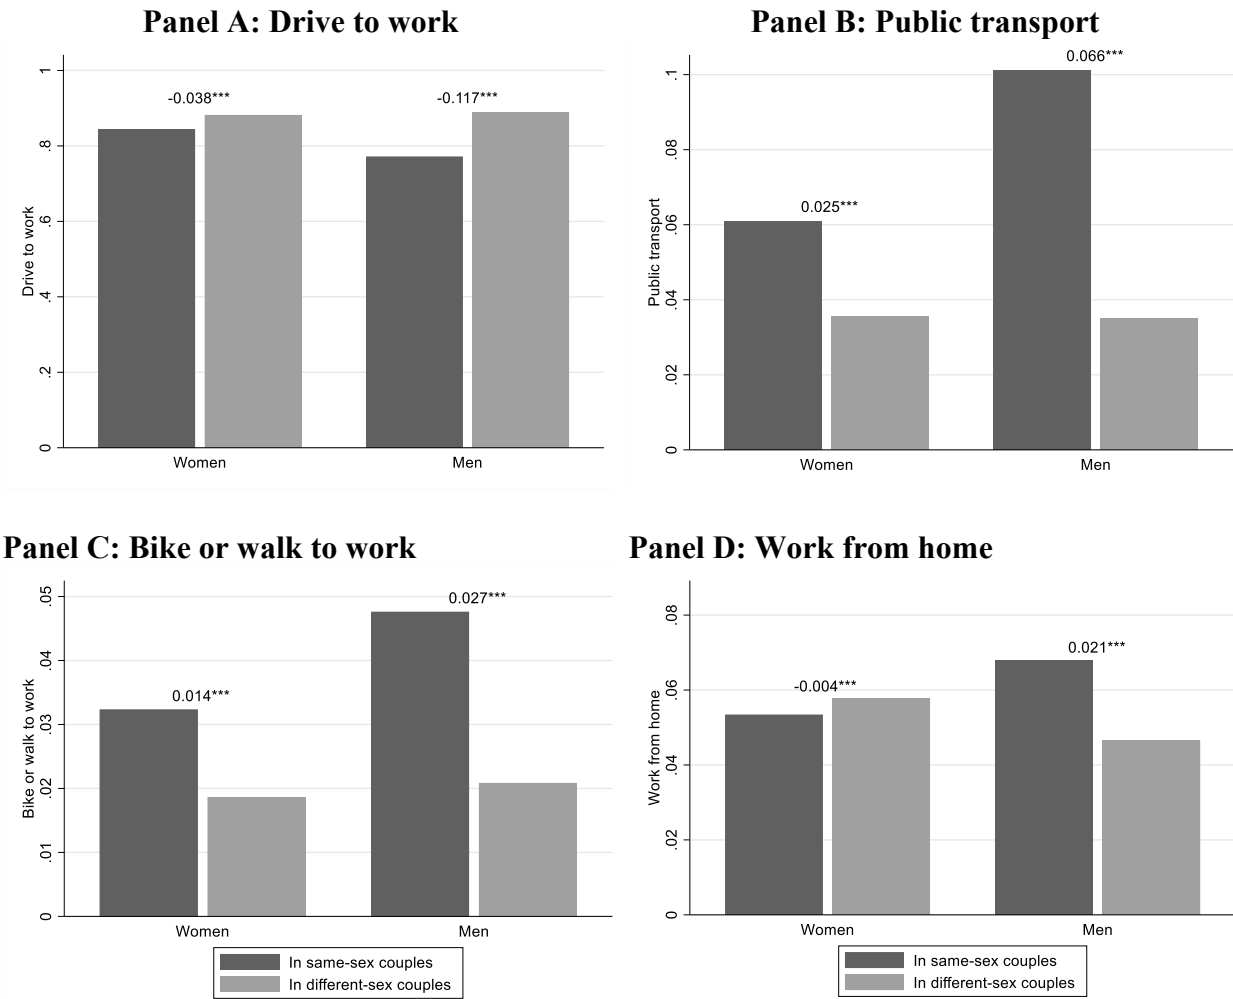 Panel A: Drive to work
Drive to work
1
.8
.6
.4
.2
0
-0.038***
-0.117***
Women
Men
Panel B: Public transport
Public transport
.1
.08
.06
.04
.02
0
0.025***
0.066***
Women
Men
Panel C: Bike or walk to work
Bike or walk to work
.05
.04
.03
.02
.01
0
0.014***
0.027***
Women
Men
In same-sex couples
In different-sex couples
Panel D: Work from home
Work from home
.08
.06
.04
.02
0
-0.004***
0.021***
Women
Men
In same-sex couples
In different-sex couples